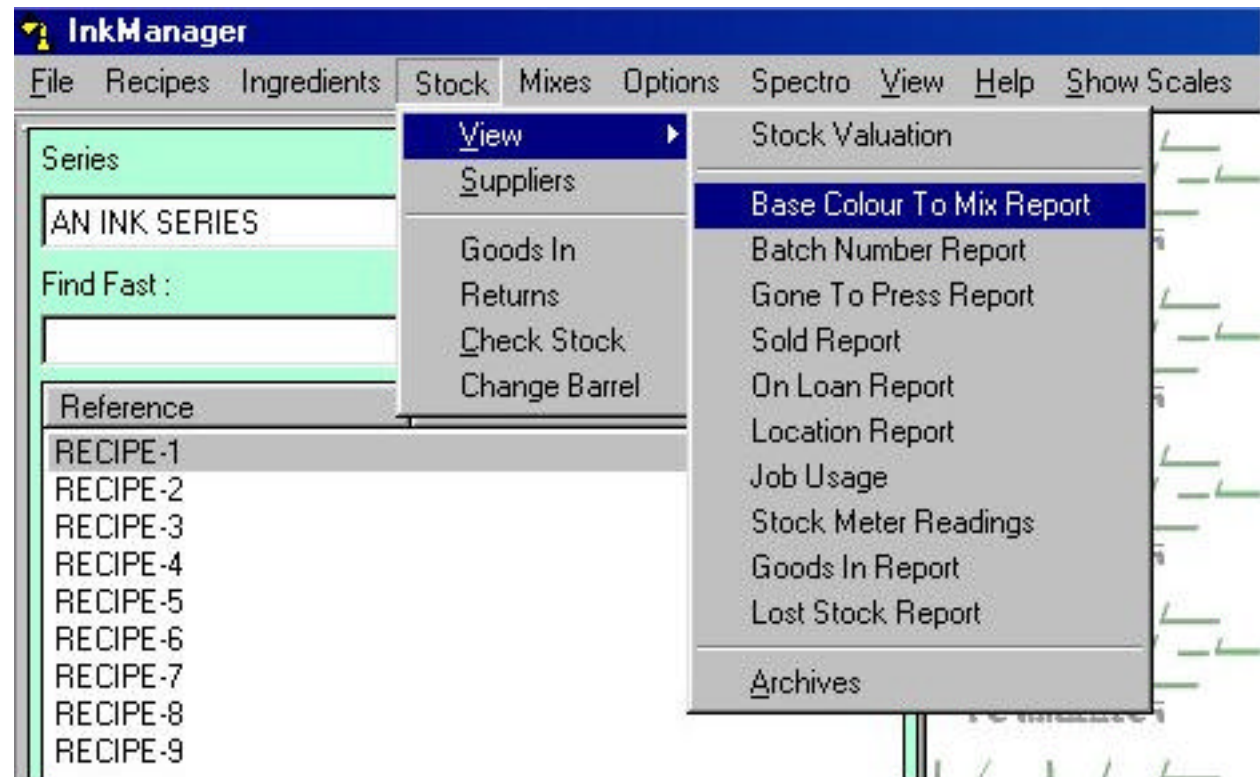 InkManager
File Recipes Ingredients Stock Mixes Options Spectro View Help Show Scales
Series
AN INK SERIES
Find Fast :
Reference
RECIPE-1
RECIPE-2
RECIPE-3
RECIPE-4
RECIPE-5
RECIPE-6
RECIPE-7
RECIPE-8
RECIPE-9
View
Suppliers
Goods In
Returns
Check Stock
Change Barrel
Stock Valuation
Base Colour To Mix Report
Batch Number Report
Gone To Press Report
Sold Report
On Loan Report
Location Report
Job Usage
Stock Meter Readings
Goods In Report
Lost Stock Report
Archives